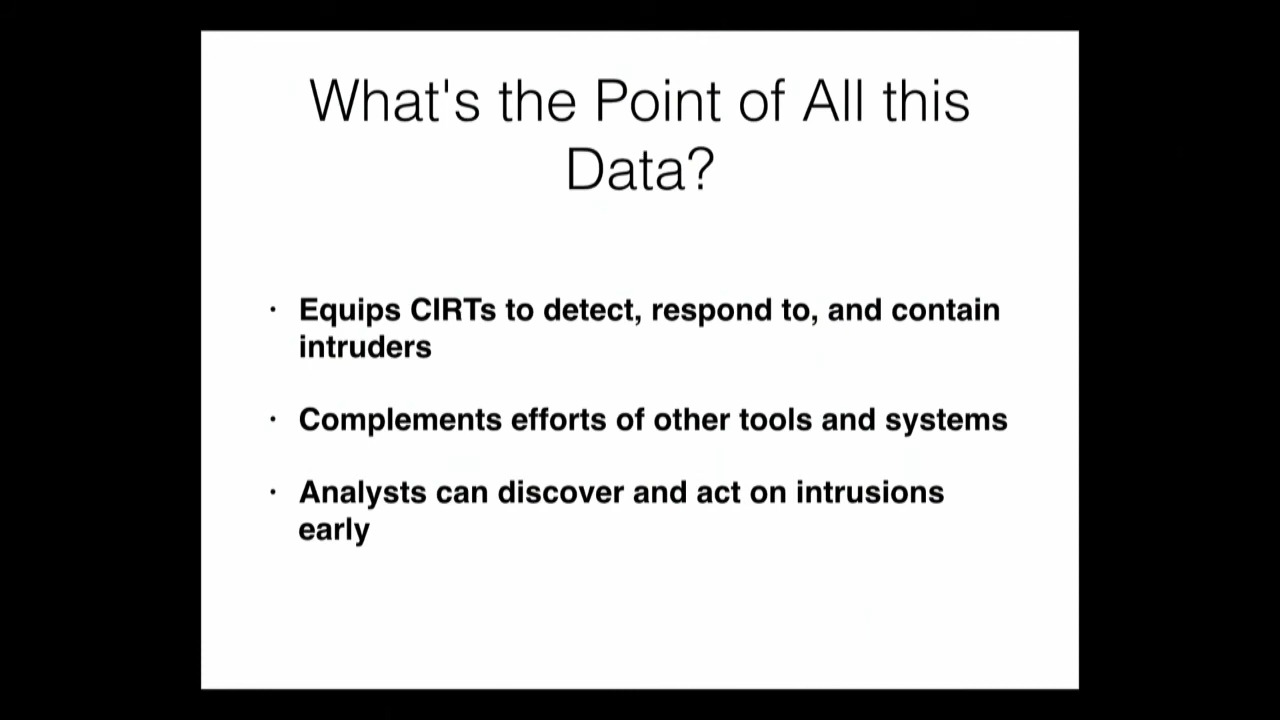 What's the Point of All this
Data?
· Equips CIRTs to detect, respond to, and contain
intruders
· Complements efforts of other tools and systems
· Analysts can discover and act on intrusions
early